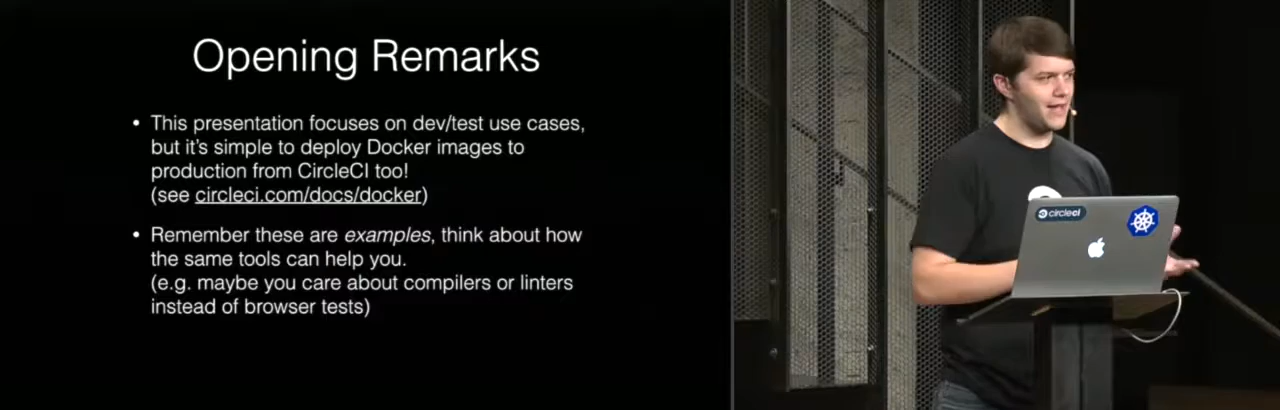 Opening Remarks
• This presentation focuses on dev/test use cases,
but it's simple to deploy Docker images to
production from CircleCI too!
(see circleci.com/docs/docker)
• Remember these are examples, think about how
the same tools can help you.
(e.g. maybe you care about compilers or linters
instead of browser tests)
circleci